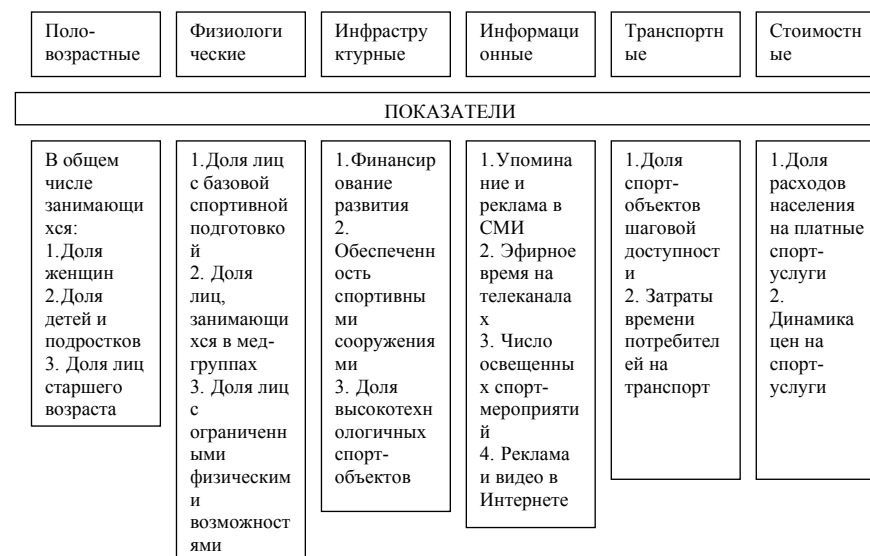 Поло-
возрастные
Физиологи
ческие
Инфрастру
ктурные
Информаци
онные
Транспортн
ые
Стоимостн
ые
ПОКАЗАТЕЛИ
В общем
числе
занимающи
хся:
1.Доля
женщин
2.Доля
детей и
подростков
3. Доля лиц
старшего
возраста
1.Доля лиц
с базовой
спортивной
подготовко
й
2. Доля
лиц,
занимающи
хся в мед-
группах
3. Доля лиц
с
ограниченн
ыми
физическим
и
возможност
ями
1.Финансир
ование
развития
2.
Обеспеченн
ность
спортивны
ми
сооружения
ми
3. Доля
высокотехн
ологичных
спорт-
объектов
1.Упомина
ние и
реклама в
СМИ
2. Эфирное
время на
телеканала
х
3. Число
освещенны
х спорт-
мероприяти
й
4. Реклама
и видео в
Интернете
1.Доля
спорт-
объектов
шаговой
доступност
и
2. Затраты
времени
потребител
ей на
транспорт
1.Доля
расходов
населения
на платные
спорт-
услуги
2.
Динамика
цен на
спорт-
услуги